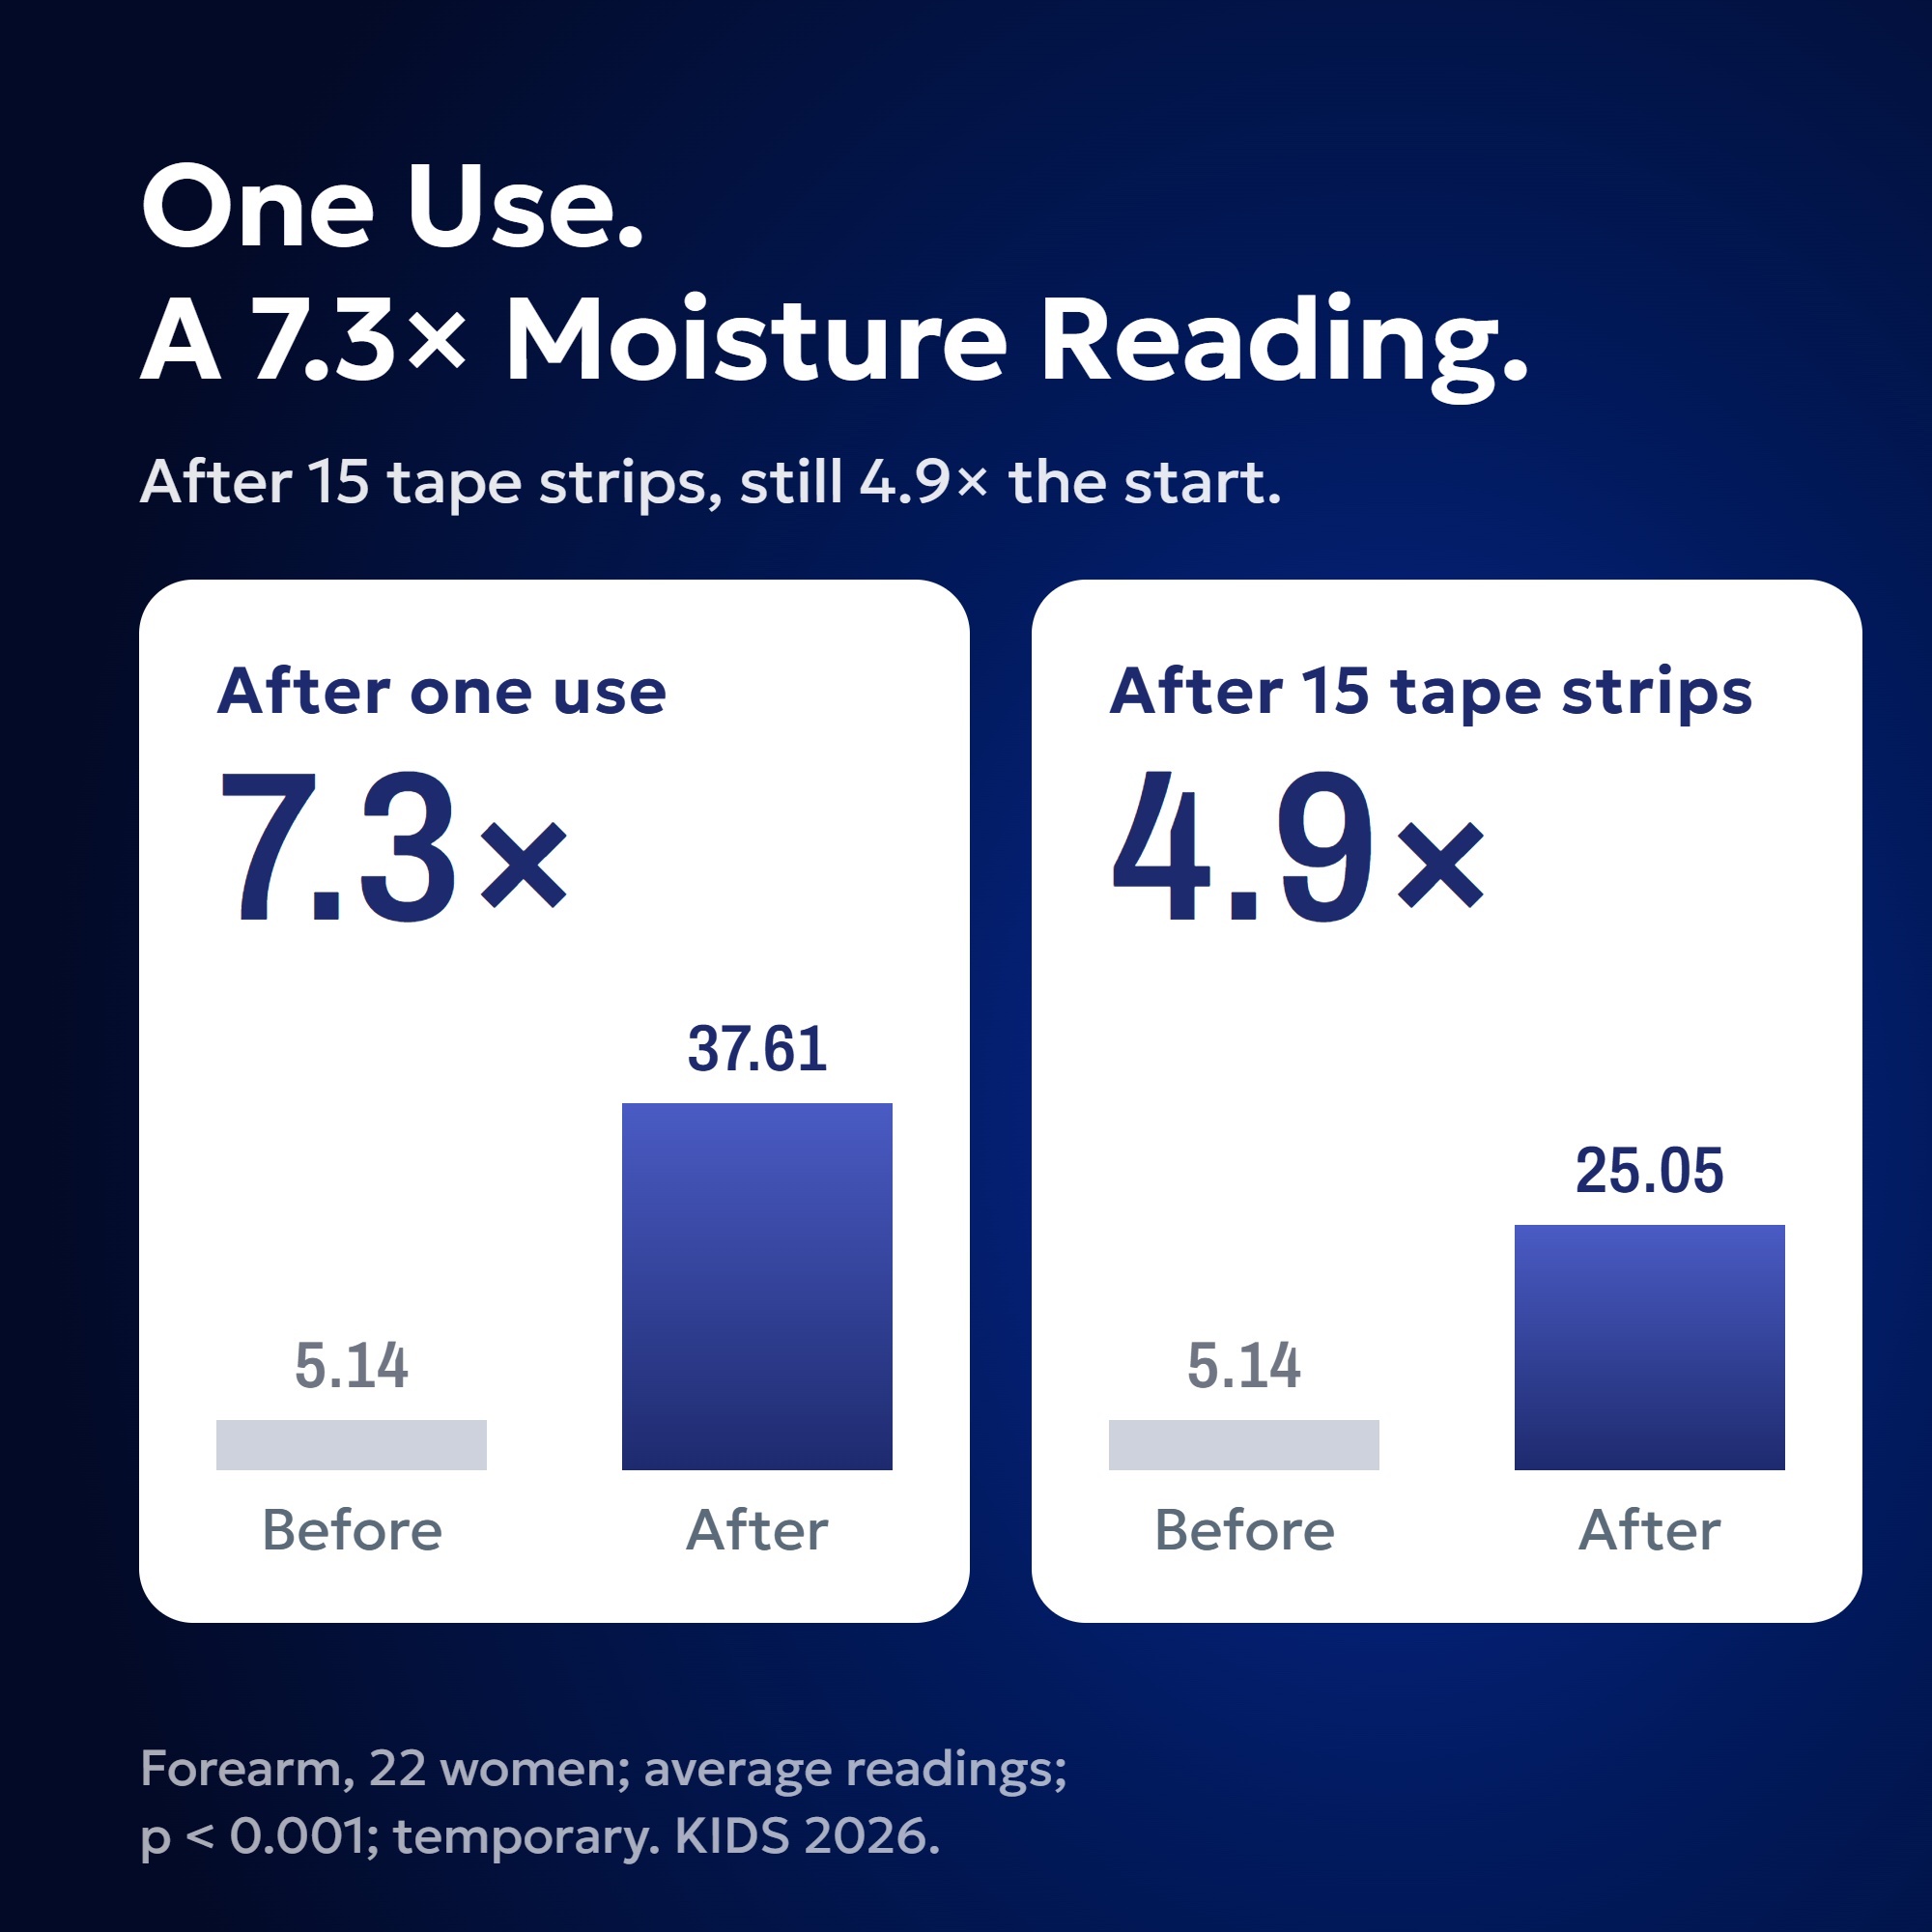 One Use.
A 7.3× Moisture Reading.
After 15 tape strips, still 4.9× the start.
After one use
7.3×
37.61
5.14
Before
After
After 15 tape strips
4.9×
25.05
5.14
Before
After
Forearm, 22 women; average readings;
p < 0.001; temporary. KIDS 2026.